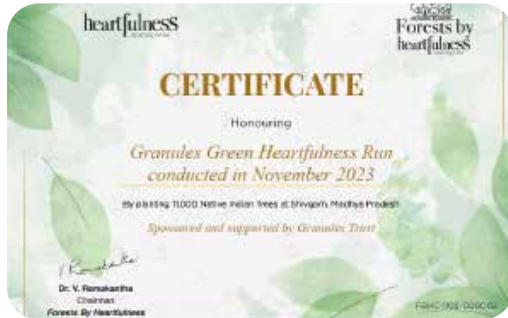 heartfulness
Forests by
heartfulness
CERTIFICATE
Honouring
Granules Green Heartfulness Run
conducted in November 2023
By planting 11,000 Native Indian Trees at Shivgarh, Madhya Pradesh
Sponsored and supported by Granules Trust
Dr. V. Ramakantha
Chairman
Forests By Heartfulness